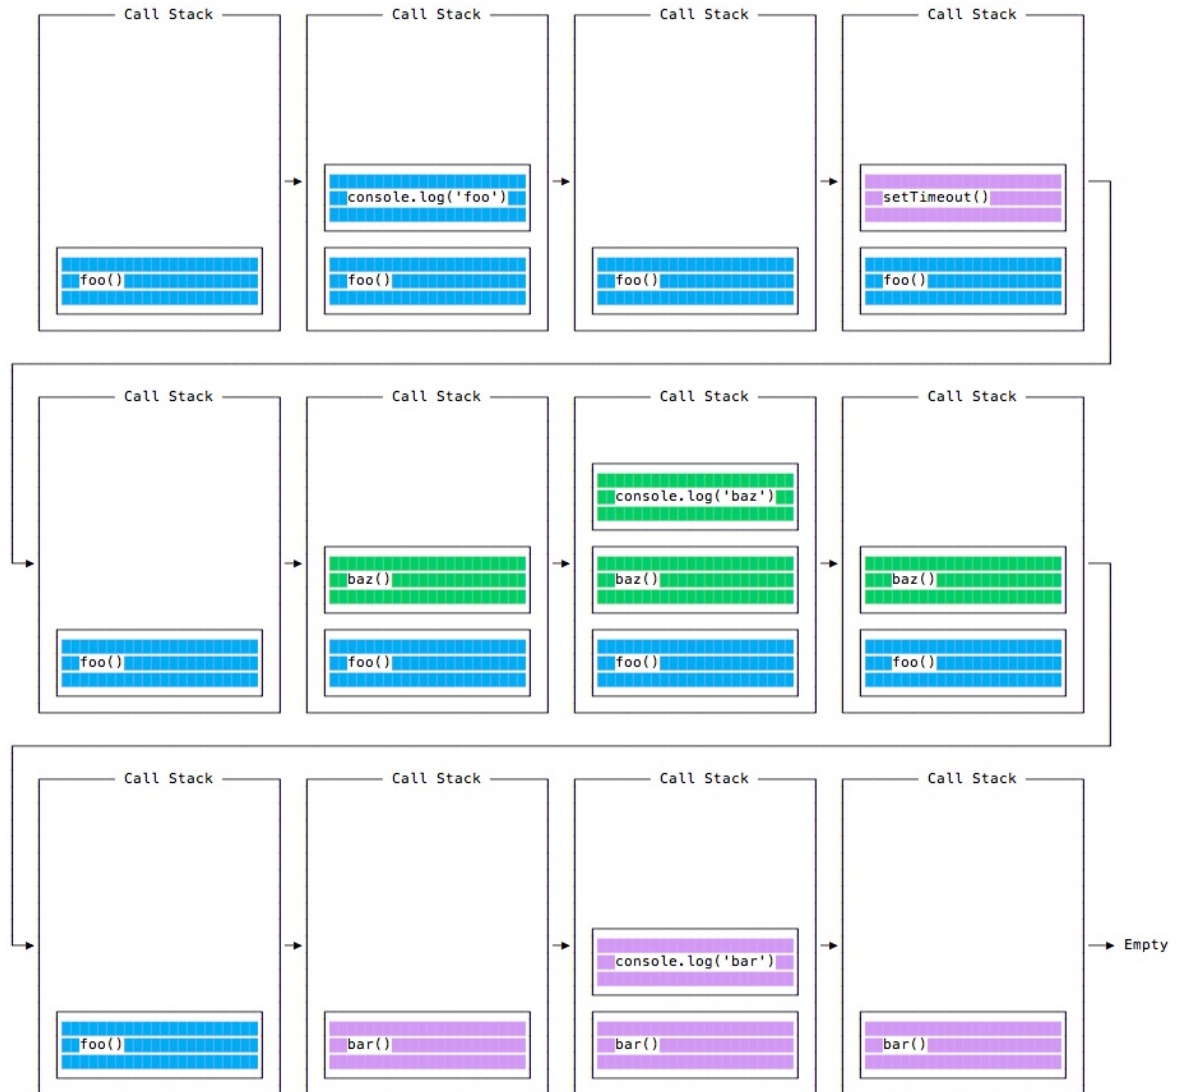 Call Stack
Call Stack
Call Stack
Call Stack
console.log('foo')
setTimeout()
foo()
foo()
foo()
foo()
Call Stack
Call Stack
Call Stack
Call Stack
console.log('baz')
baz()
baz()
baz()
foo()
foo()
foo()
foo()
Call Stack
Call Stack
Call Stack
Call Stack
Empty
console.log('bar')
foo()
bar()
bar()
bar()